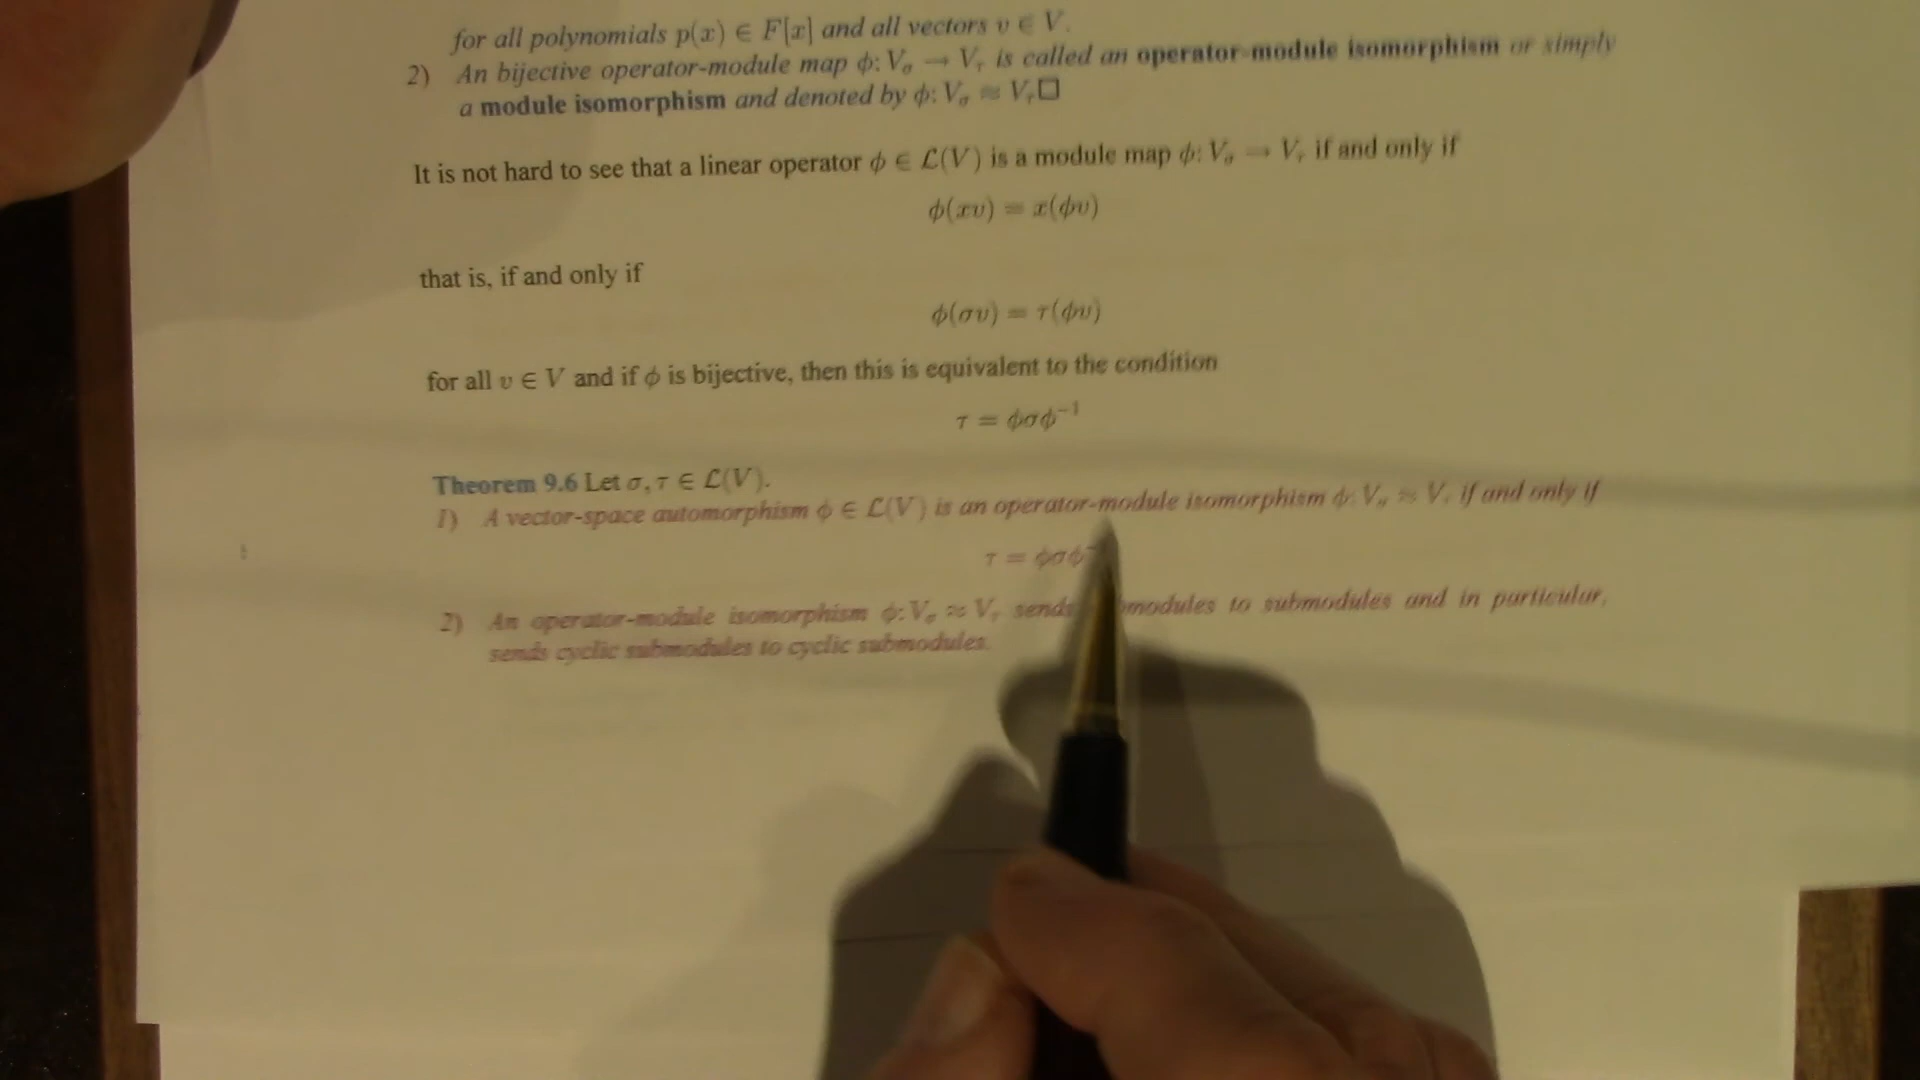 for all polynomials p(x) ∈ F[x] and all vectors v ∈ V.
2) An bijective operator-module map ϕ: V_σ → V_τ is called an operator-module isomorphism or simply
a module isomorphism and denoted by ϕ: V_σ ≈ V_τ□
It is not hard to see that a linear operator ϕ ∈ ℒ(V) is a module map ϕ: V_σ → V_τ if and only if
ϕ(xv) = x(ϕv)
that is, if and only if
ϕ(σv) = τ(ϕv)
for all v ∈ V and if ϕ is bijective, then this is equivalent to the condition
τ = ϕσϕ⁻¹
Theorem 9.6 Let σ, τ ∈ ℒ(V).
1) A vector-space automorphism ϕ ∈ ℒ(V) is an operator-module isomorphism ϕ: V_σ ≈ V_τ if and only if
τ = ϕσϕ⁻
2) An operator-module isomorphism ϕ: V_σ ≈ V_τ sends modules to submodules and in particular,
sends cyclic submodules to cyclic submodules.